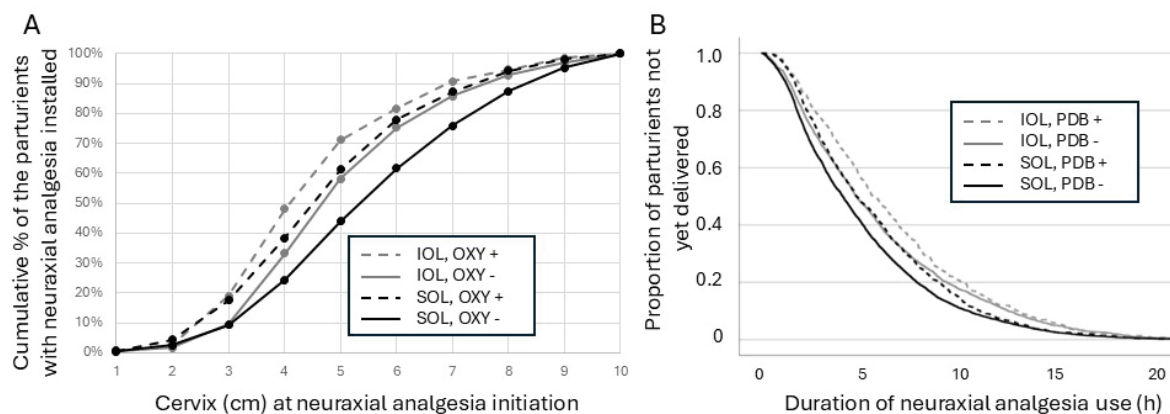 A
Cumulative % of the parturients
with neuraxial analgesia installed
100%
90%
80%
70%
60%
50%
40%
30%
20%
10%
0%
1 2 3 4 5 6 7 8 9 10
Cervix (cm) at neuraxial analgesia initiation
IOL, OXY +
IOL, OXY -
SOL, OXY +
SOL, OXY -
B
Proportion of parturients not
yet delivered
1.0
0.8
0.6
0.4
0.2
0
0 5 10 15 20
Duration of neuraxial analgesia use (h)
IOL, PDB +
IOL, PDB -
SOL, PDB +
SOL, PDB -